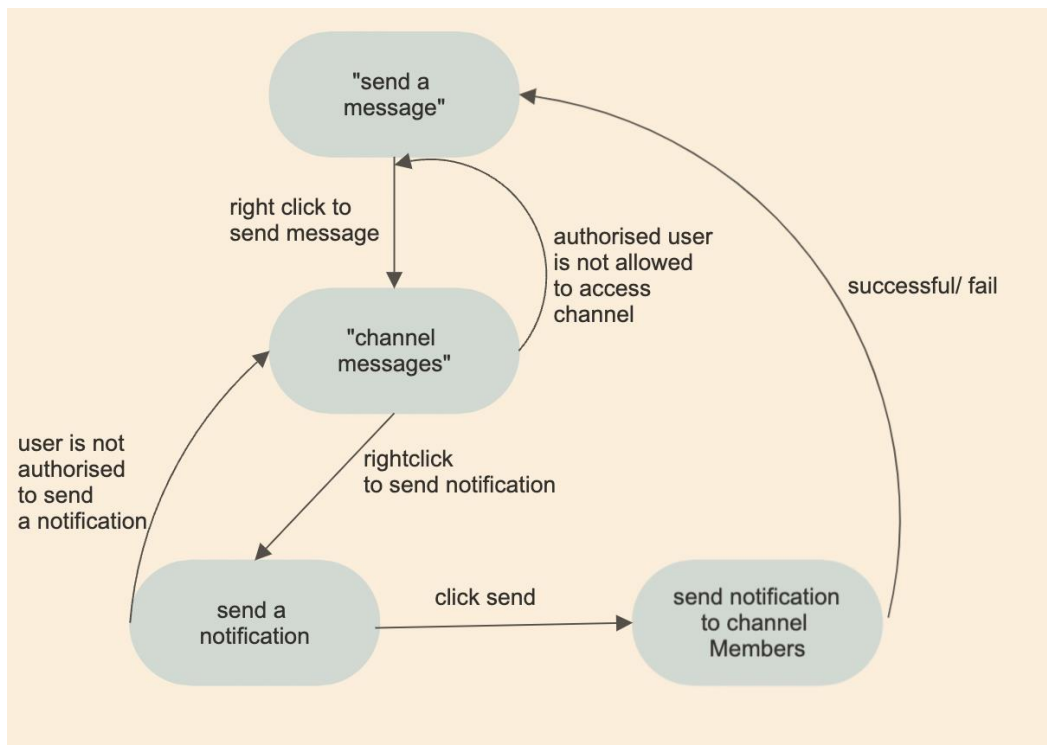 "send a
message"
right click to
send message
authorised user
is not allowed
to access
channel
successful/ fail
"channel
messages"
user is not
authorised
to send
a notification
rightclick
to send notification
send a
notification
click send
send notification
to channel
Members